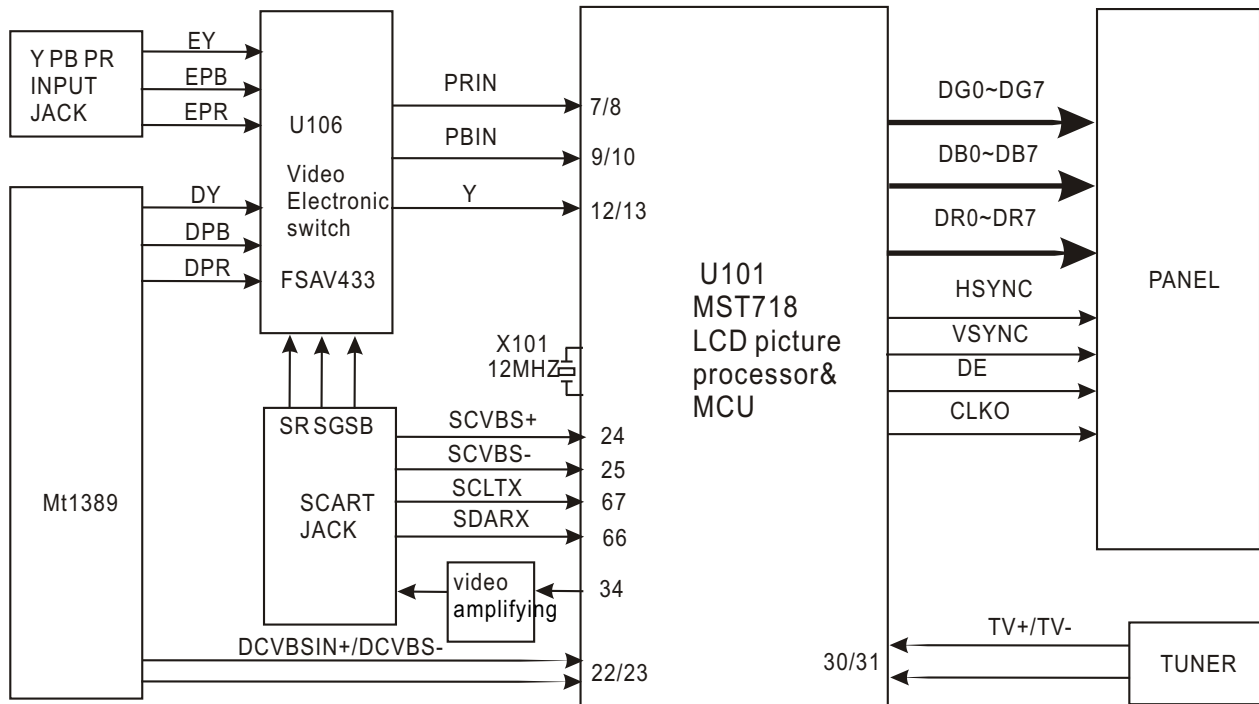 Y PB PR
INPUT
JACK
EY
EPB
EPR
U106
Video
Electronic
switch
FSAV433
DY
DPB
DPR
Mt1389
PRIN
PBIN
Y
7/8
9/10
12/13
X101
12MHZ
SR SGSB
SCART
JACK
SCVBS+
SCVBS-
SCLTX
SDARX
24
25
67
66
34
video
amplifying
DCVBSIN+/DCVBS-
22/23
U101
MST718
LCD picture
processor&
MCU
DG0~DG7
DB0~DB7
DR0~DR7
HSYNC
VSYNC
DE
CLKO
PANEL
30/31
TV+/TV-
TUNER